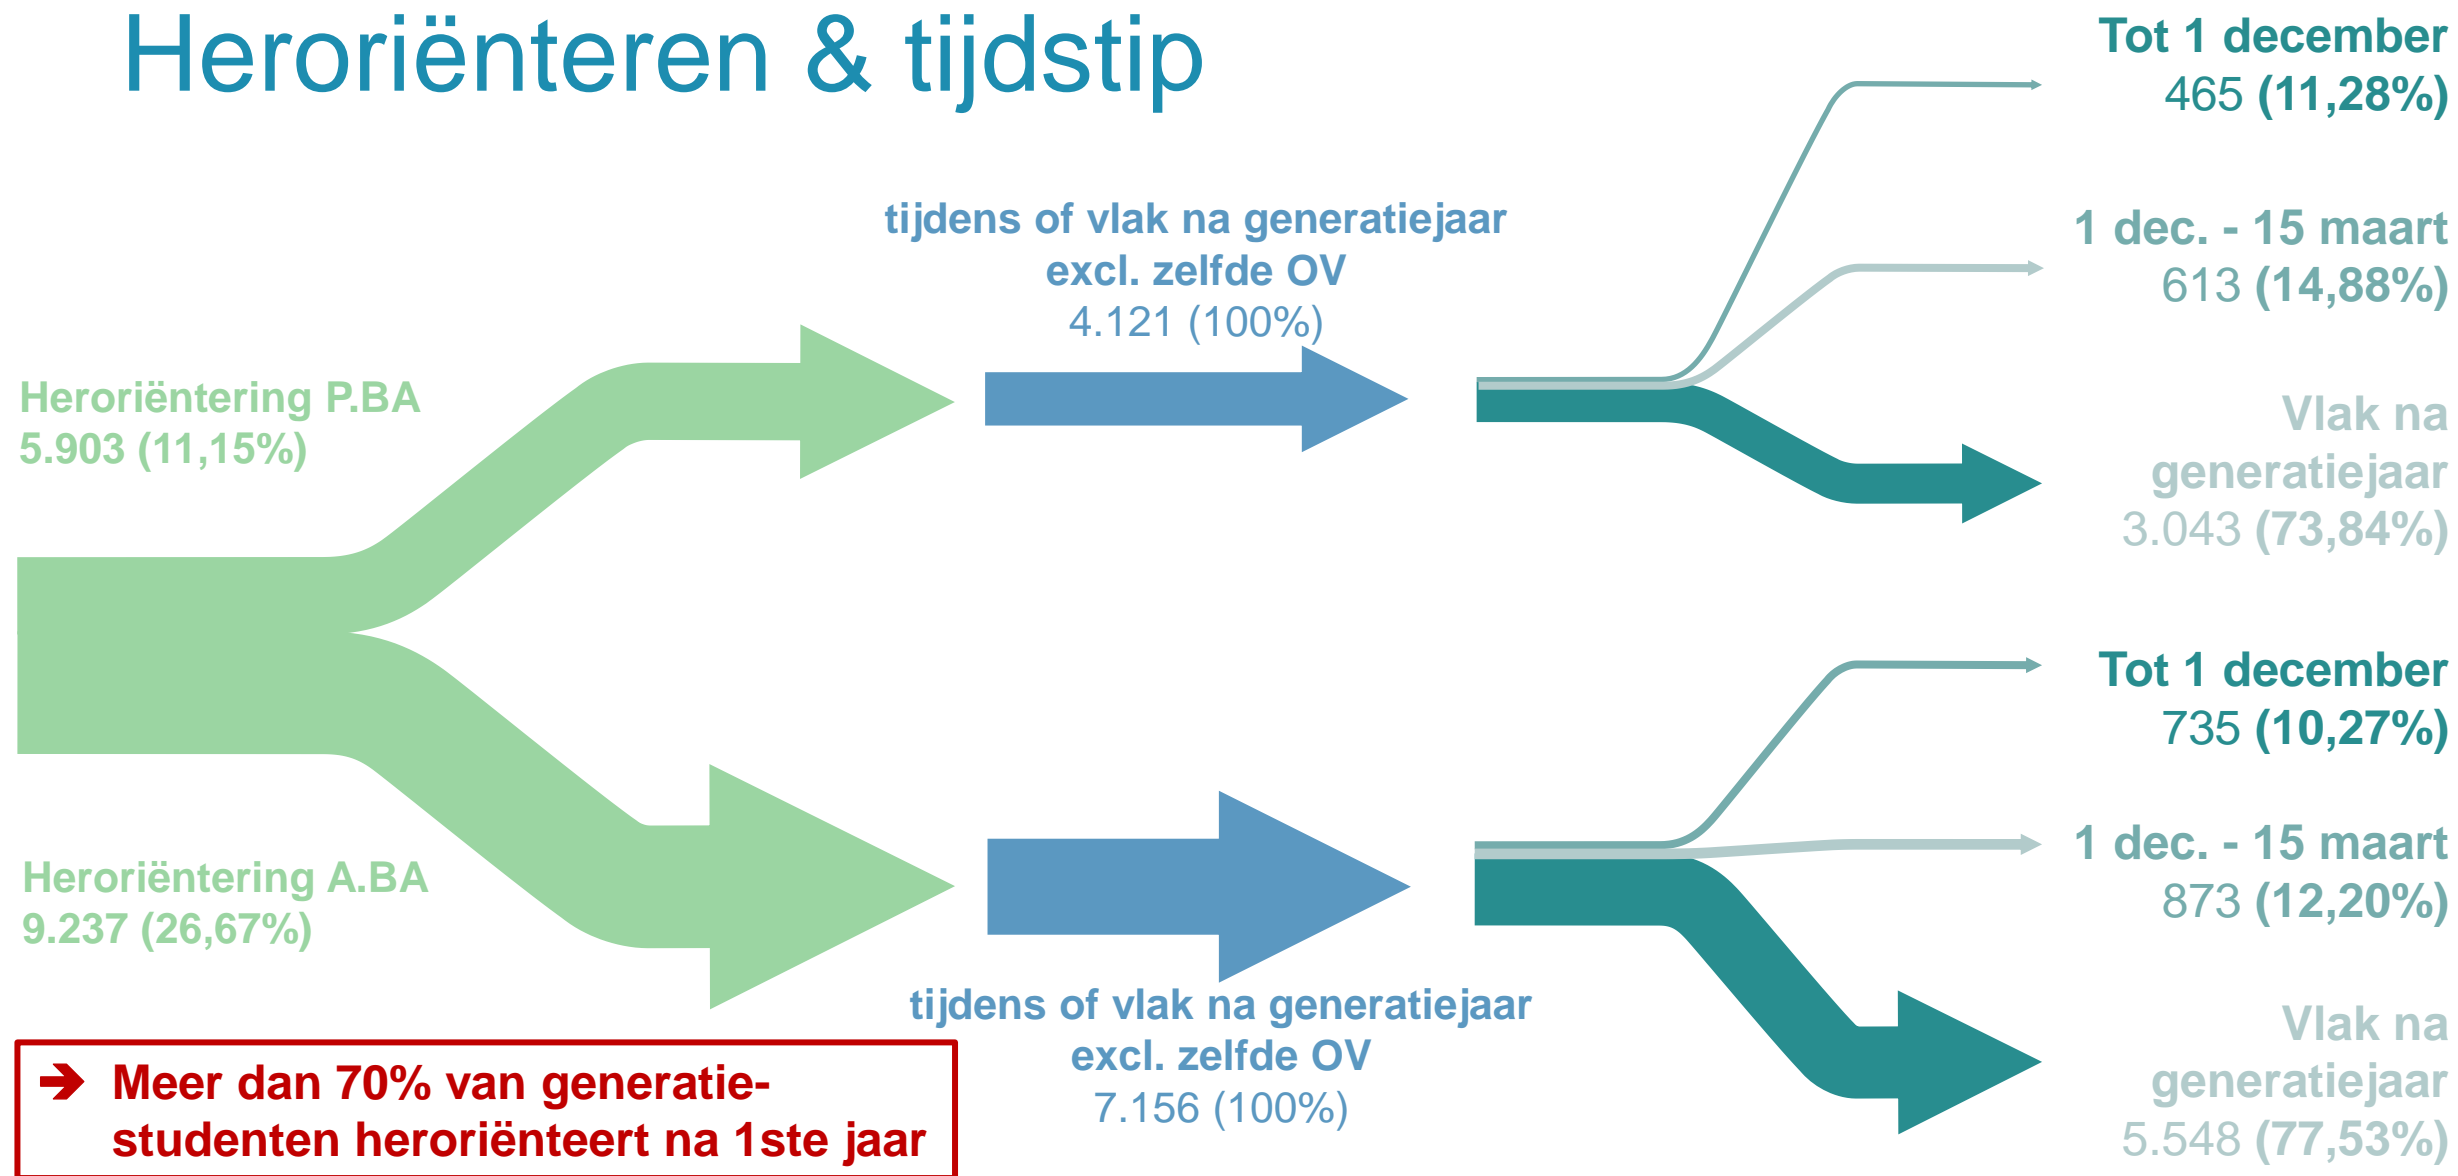 Heroriënteren & tijdstip
Heroriëntering P.BA
5.903 (11,15%)
tijdens of vlak na generatiejaar
excl. zelfde OV
4.121 (100%)
Tot 1 december
465 (11,28%)
1 dec. - 15 maart
613 (14,88%)
Vlak na
generatiejaar
3.043 (73,84%)
Heroriëntering A.BA
9.237 (26,67%)
tijdens of vlak na generatiejaar
excl. zelfde OV
7.156 (100%)
Tot 1 december
735 (10,27%)
1 dec. - 15 maart
873 (12,20%)
Vlak na
generatiejaar
5.548 (77,53%)
➔ Meer dan 70% van generatie-
studenten heroriënteert na 1ste jaar